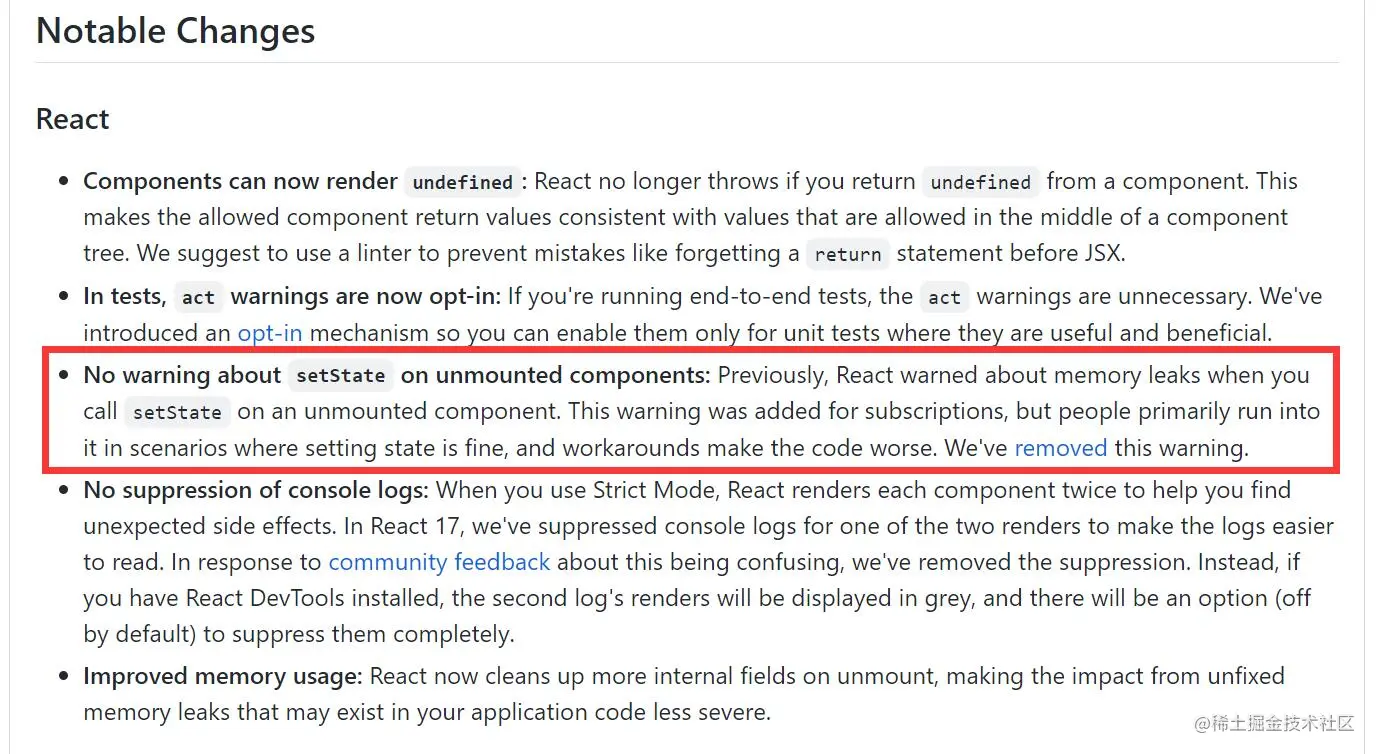 Notable Changes
React
Components can now render undefined: React no longer throws if you return undefined from a component. This
makes the allowed component return values consistent with values that are allowed in the middle of a component
tree. We suggest to use a linter to prevent mistakes like forgetting a return statement before JSX.
In tests, act warnings are now opt-in: If you're running end-to-end tests, the act warnings are unnecessary. We've
introduced an opt-in mechanism so you can enable them only for unit tests where they are useful and beneficial.
No warning about setState on unmounted components: Previously, React warned about memory leaks when you
call setState on an unmounted component. This warning was added for subscriptions, but people primarily run into
it in scenarios where setting state is fine, and workarounds make the code worse. We've removed this warning.
No suppression of console logs: When you use Strict Mode, React renders each component twice to help you find
unexpected side effects. In React 17, we've suppressed console logs for one of the two renders to make the logs easier
to read. In response to community feedback about this being confusing, we've removed the suppression. Instead, if
you have React DevTools installed, the second log's renders will be displayed in grey, and there will be an option (off
by default) to suppress them completely.
Improved memory usage: React now cleans up more internal fields on unmount, making the impact from unfixed
memory leaks that may exist in your application code less severe.
@稀土掘金技术社区